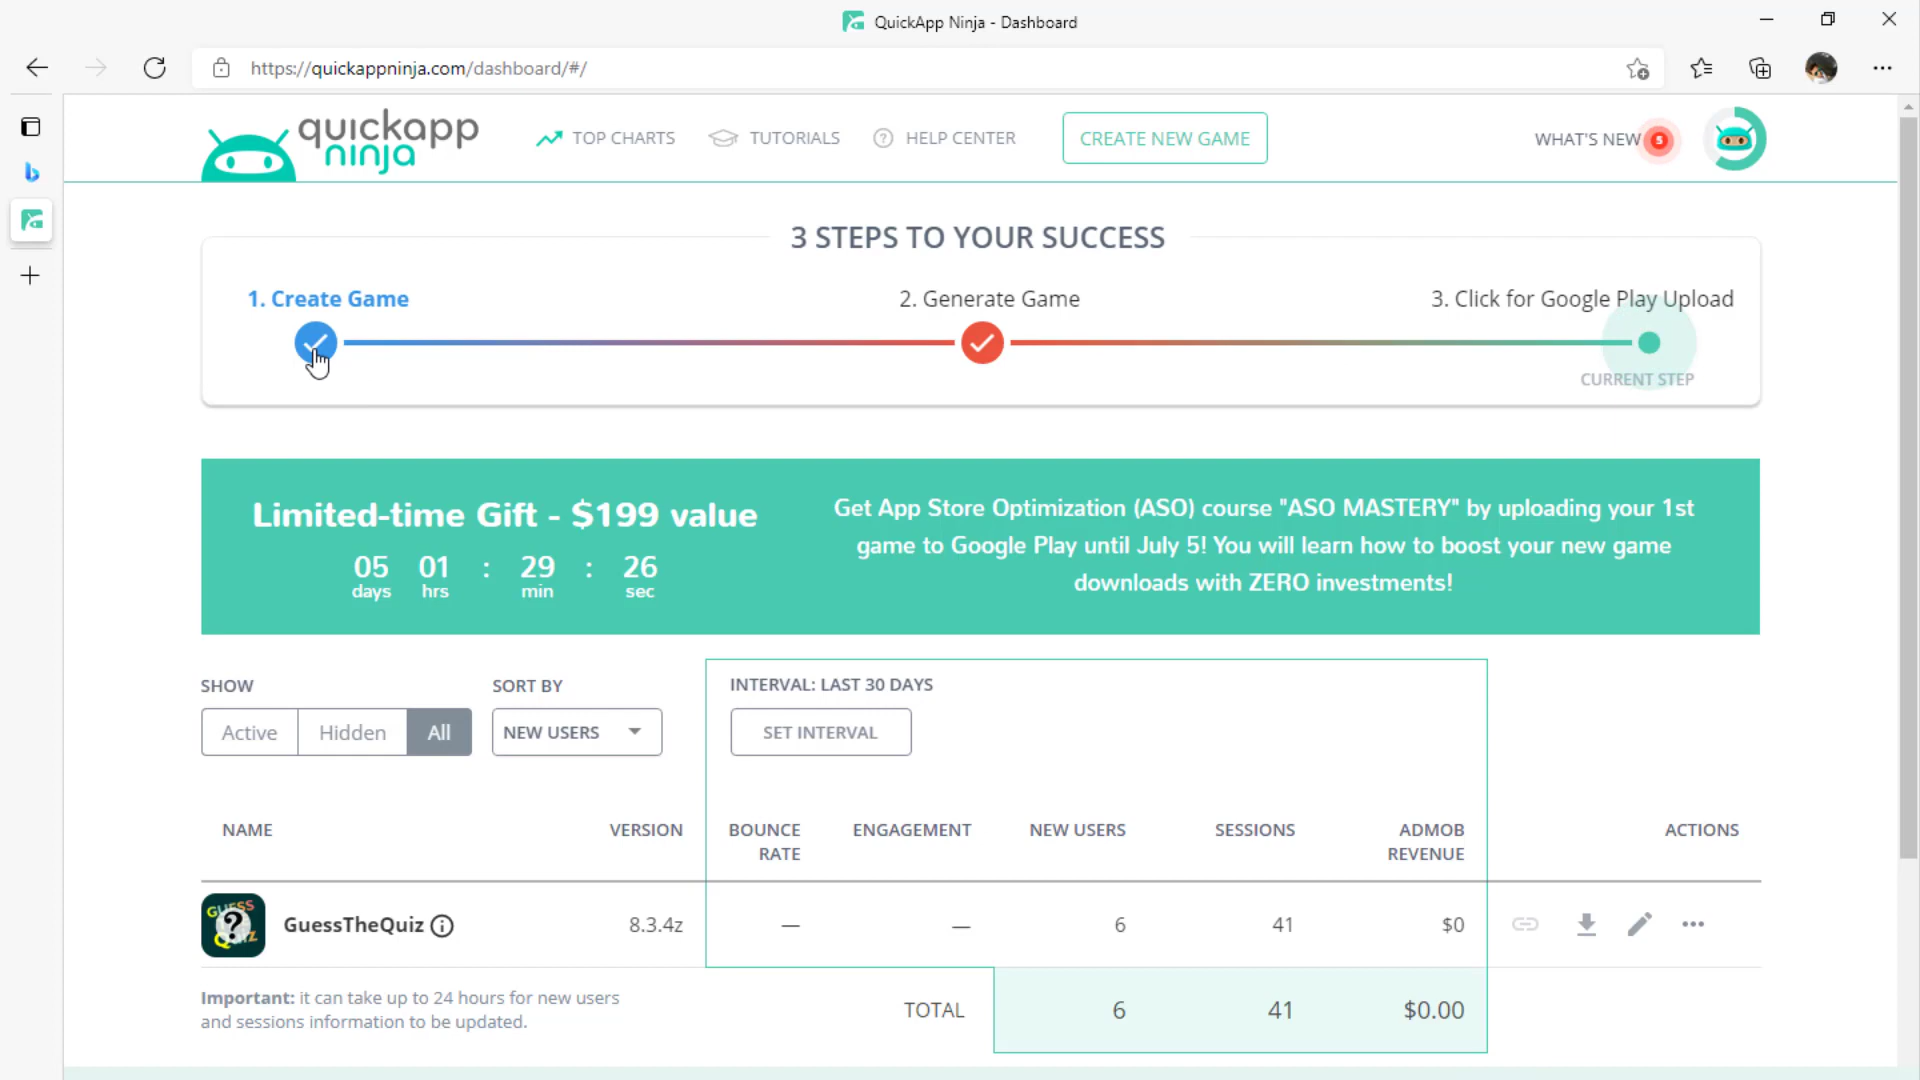 QuickApp Ninja - Dashboard
https://quickappninja.com/dashboard/#/
quickapp
ninja
TOP CHARTS
TUTORIALS
HELP CENTER
CREATE NEW GAME
WHAT'S NEW
5
3 STEPS TO YOUR SUCCESS
1. Create Game
2. Generate Game
3. Click for Google Play Upload
CURRENT STEP
Limited-time Gift - $199 value
05 01 : 29 : 26
days hrs min sec
Get App Store Optimization (ASO) course "ASO MASTERY" by uploading your 1st
game to Google Play until July 5! You will learn how to boost your new game
downloads with ZERO investments!
SHOW
Active Hidden All
SORT BY
NEW USERS
INTERVAL: LAST 30 DAYS
SET INTERVAL
NAME VERSION BOUNCE ENGAGEMENT NEW USERS SESSIONS ADMOB ACTIONS
RATE REVENUE
GUESS
?
QUIZ
GuessTheQuiz 8.3.4z — — 6 41 $0
Important: it can take up to 24 hours for new users
and sessions information to be updated.
TOTAL 6 41 $0.00